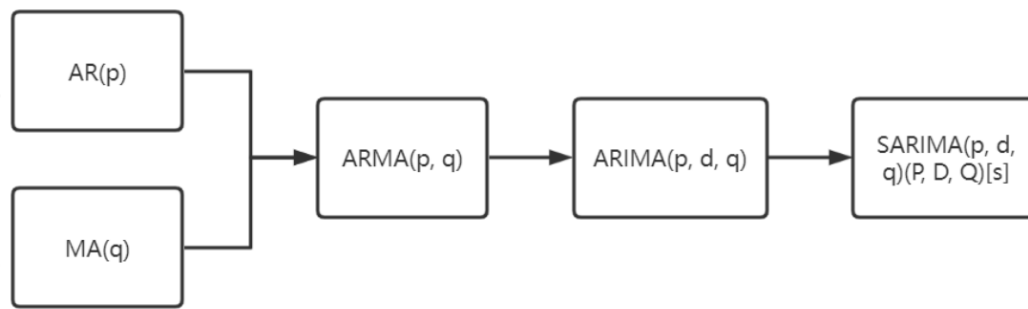 AR(p)
MA(q)
ARMA(p, q)
ARIMA(p, d, q)
SARIMA(p, d,
q)(P, D, Q)[s]